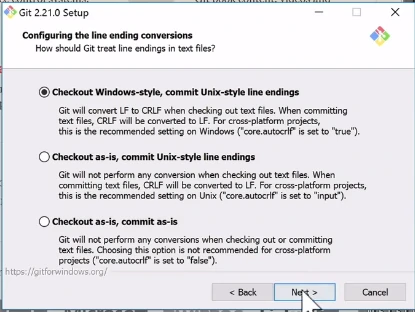 Git 2.21.0 Setup
Configuring the line ending conversions
How should Git treat line endings in text files?
Checkout Windows-style, commit Unix-style line endings
Git will convert LF to CRLF when checking out text files. When committing
text files, CRLF will be converted to LF. For cross-platform projects,
this is the recommended setting on Windows ("core.autocrlf" is set to "true").
Checkout as-is, commit Unix-style line endings
Git will not perform any conversion when checking out text files. When
committing text files, CRLF will be converted to LF. For cross-platform projects,
this is the recommended setting on Unix ("core.autocrlf" is set to "input").
Checkout as-is, commit as-is
Git will not perform any conversions when checking out or committing
text files. Choosing this option is not recommended for cross-platform
projects ("core.autocrlf" is set to "false").
https://gitforwindows.org/
< Back Next > Cancel